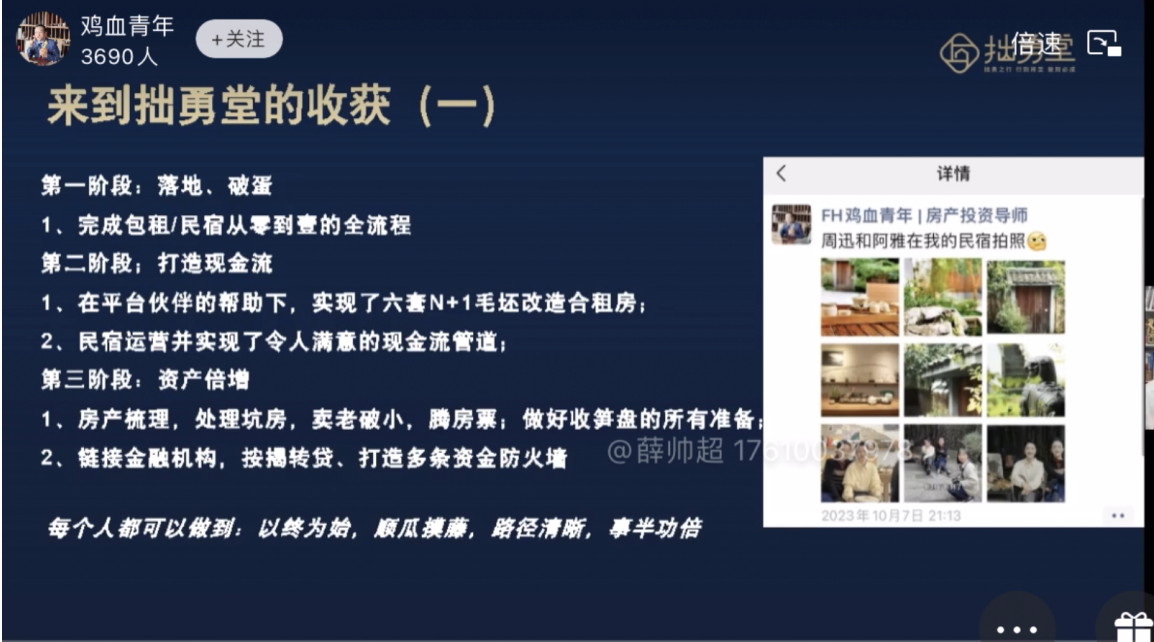 鸡血青年
3690人
+关注
倍速
拙勇堂
来到拙勇堂的收获（一）
第一阶段：落地、破蛋
1、完成包租/民宿从零到壹的全流程
第二阶段；打造现金流
1、在平台伙伴的帮助下，实现了六套N+1毛坯改造合租房；
2、民宿运营并实现了令人满意的现金流管道；
第三阶段：资产倍增
1、房产梳理，处理坑房，卖老破小，腾房票；做好收笋盘的所有准备；
2、链接金融机构，按揭转贷、打造多条资金防火墙
每个人都可以做到：以终为始，顺瓜摸藤，路径清晰，事半功倍
详情
FH鸡血青年 | 房产投资导师
周迅和阿雅在我的民宿拍照
2023年10月7日 21:13
@薛帅超